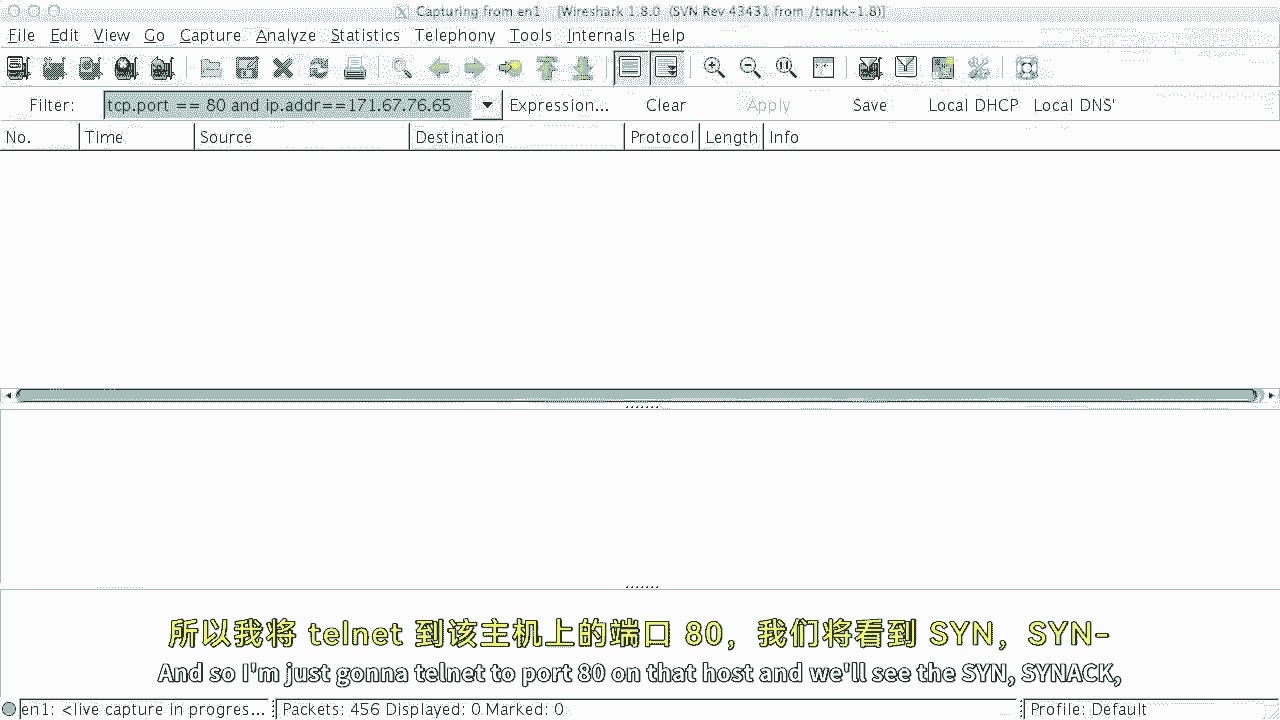 Capturing from en1 [Wireshark 1.8.0 (SVN Rev 43431 from /trunk-1.8)]
File Edit View Go Capture Analyze Statistics Telephony Tools Internals Help
Filter: tcp.port == 80 and ip.addr==171.67.76.65 Expression... Clear Apply Save Local DHCP Local DNS'
No. Time Source Destination Protocol Length Info
所以我将 telnet 到该主机上的端口 80，我们将看到 SYN，SYN-
And so I'm just gonna telnet to port 80 on that host and we'll see the SYN, SYNACK,
en1: <live capture in progres... Packets: 456 Displayed: 0 Marked: 0 Profile: Default